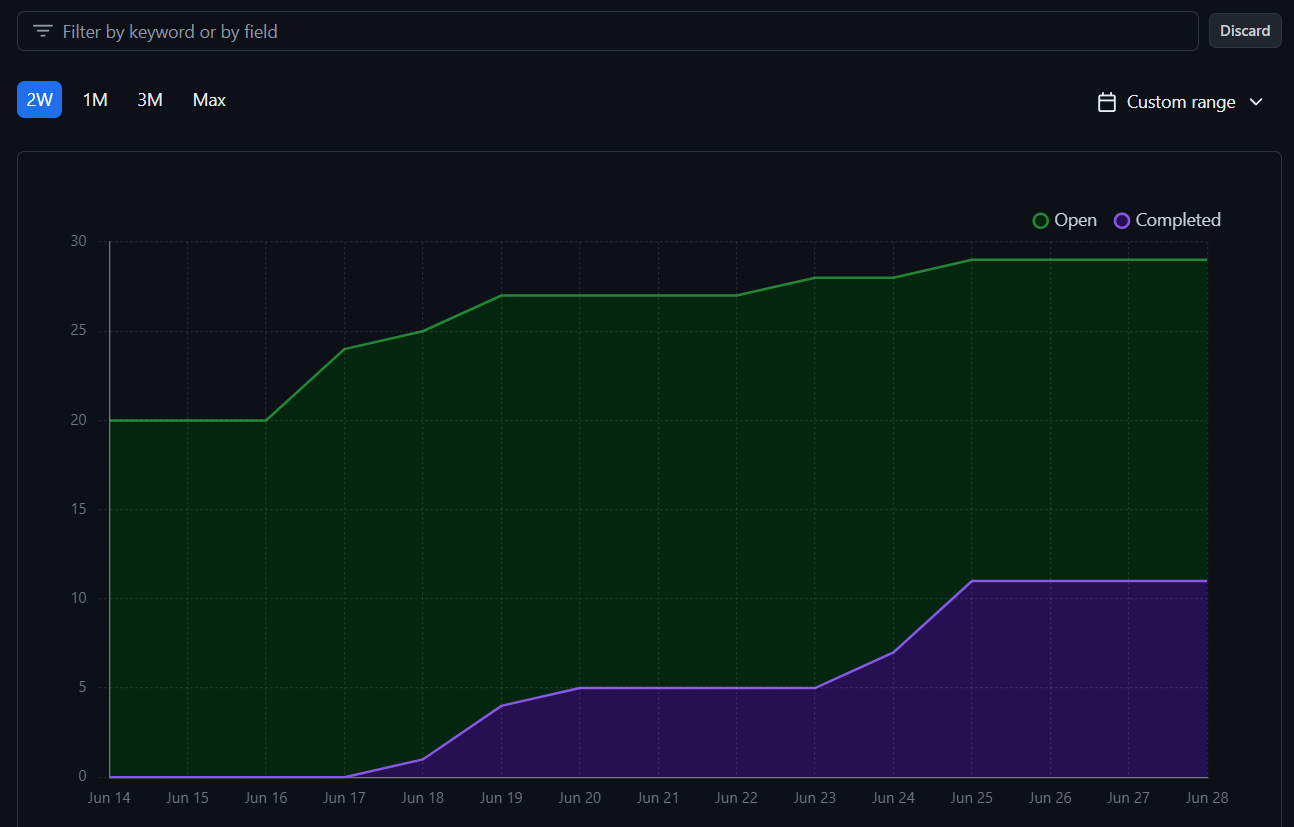 Filter by keyword or by field
Discard
2W 1M 3M Max
Custom range
Open Completed
30
25
20
15
10
5
0
Jun 14 Jun 15 Jun 16 Jun 17 Jun 18 Jun 19 Jun 20 Jun 21 Jun 22 Jun 23 Jun 24 Jun 25 Jun 26 Jun 27 Jun 28